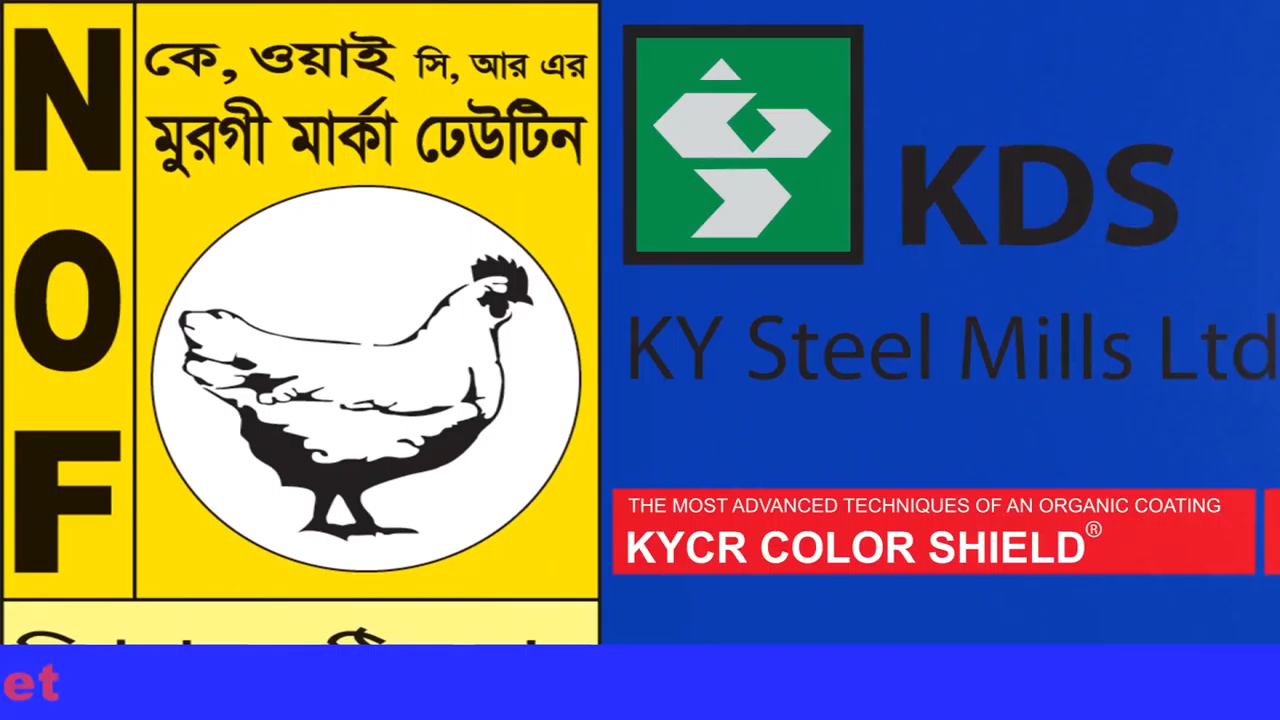 NOF
কে, ওয়াই সি, আর এর
মুরগী মার্কা ঢেউটিন
KDS
KY Steel Mills Ltd
THE MOST ADVANCED TECHNIQUES OF AN ORGANIC COATING
KYCR COLOR SHIELD®
et